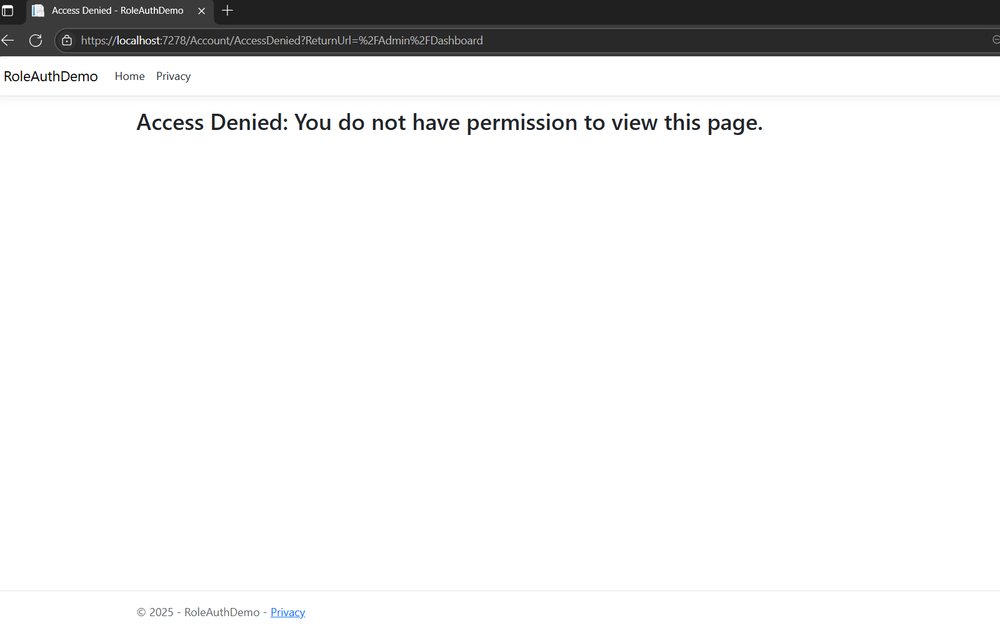 Access Denied - RoleAuthDemo
https://localhost:7278/Account/AccessDenied?ReturnUrl=%2FAdmin%2FDashboard
RoleAuthDemo Home Privacy
Access Denied: You do not have permission to view this page.
© 2025 - RoleAuthDemo - Privacy